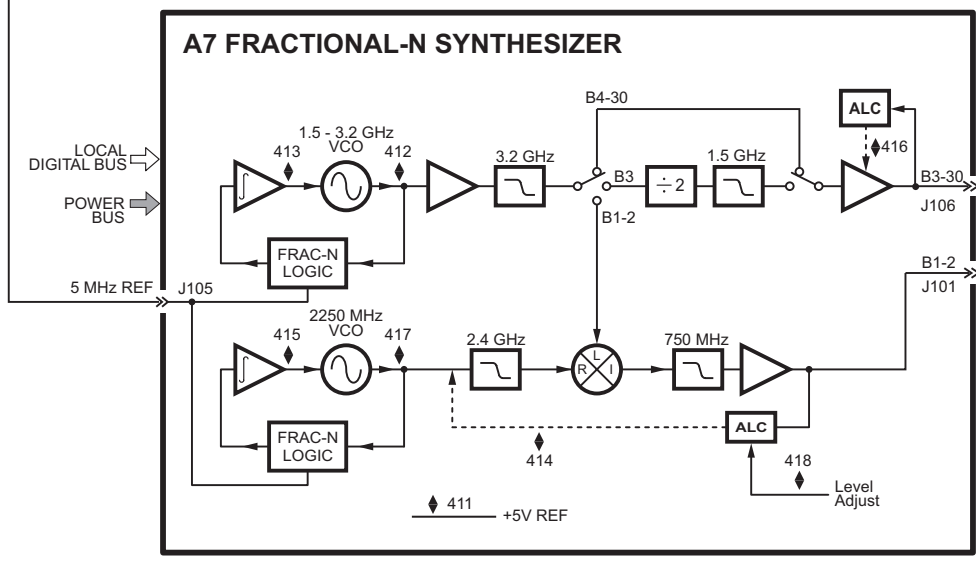 A7 FRACTIONAL-N SYNTHESIZER
B4-30
ALC
1.5 - 3.2 GHz
VCO
LOCAL
DIGITAL BUS
413
412
3.2 GHz
1.5 GHz
416
B3
÷ 2
B3-30
POWER
BUS
B1-2
J106
FRAC-N
LOGIC
B1-2
5 MHz REF
J105
J101
2250 MHz
VCO
415
417
2.4 GHz
750 MHz
L
R
I
FRAC-N
LOGIC
ALC
414
418
Level
Adjust
411
+5V REF